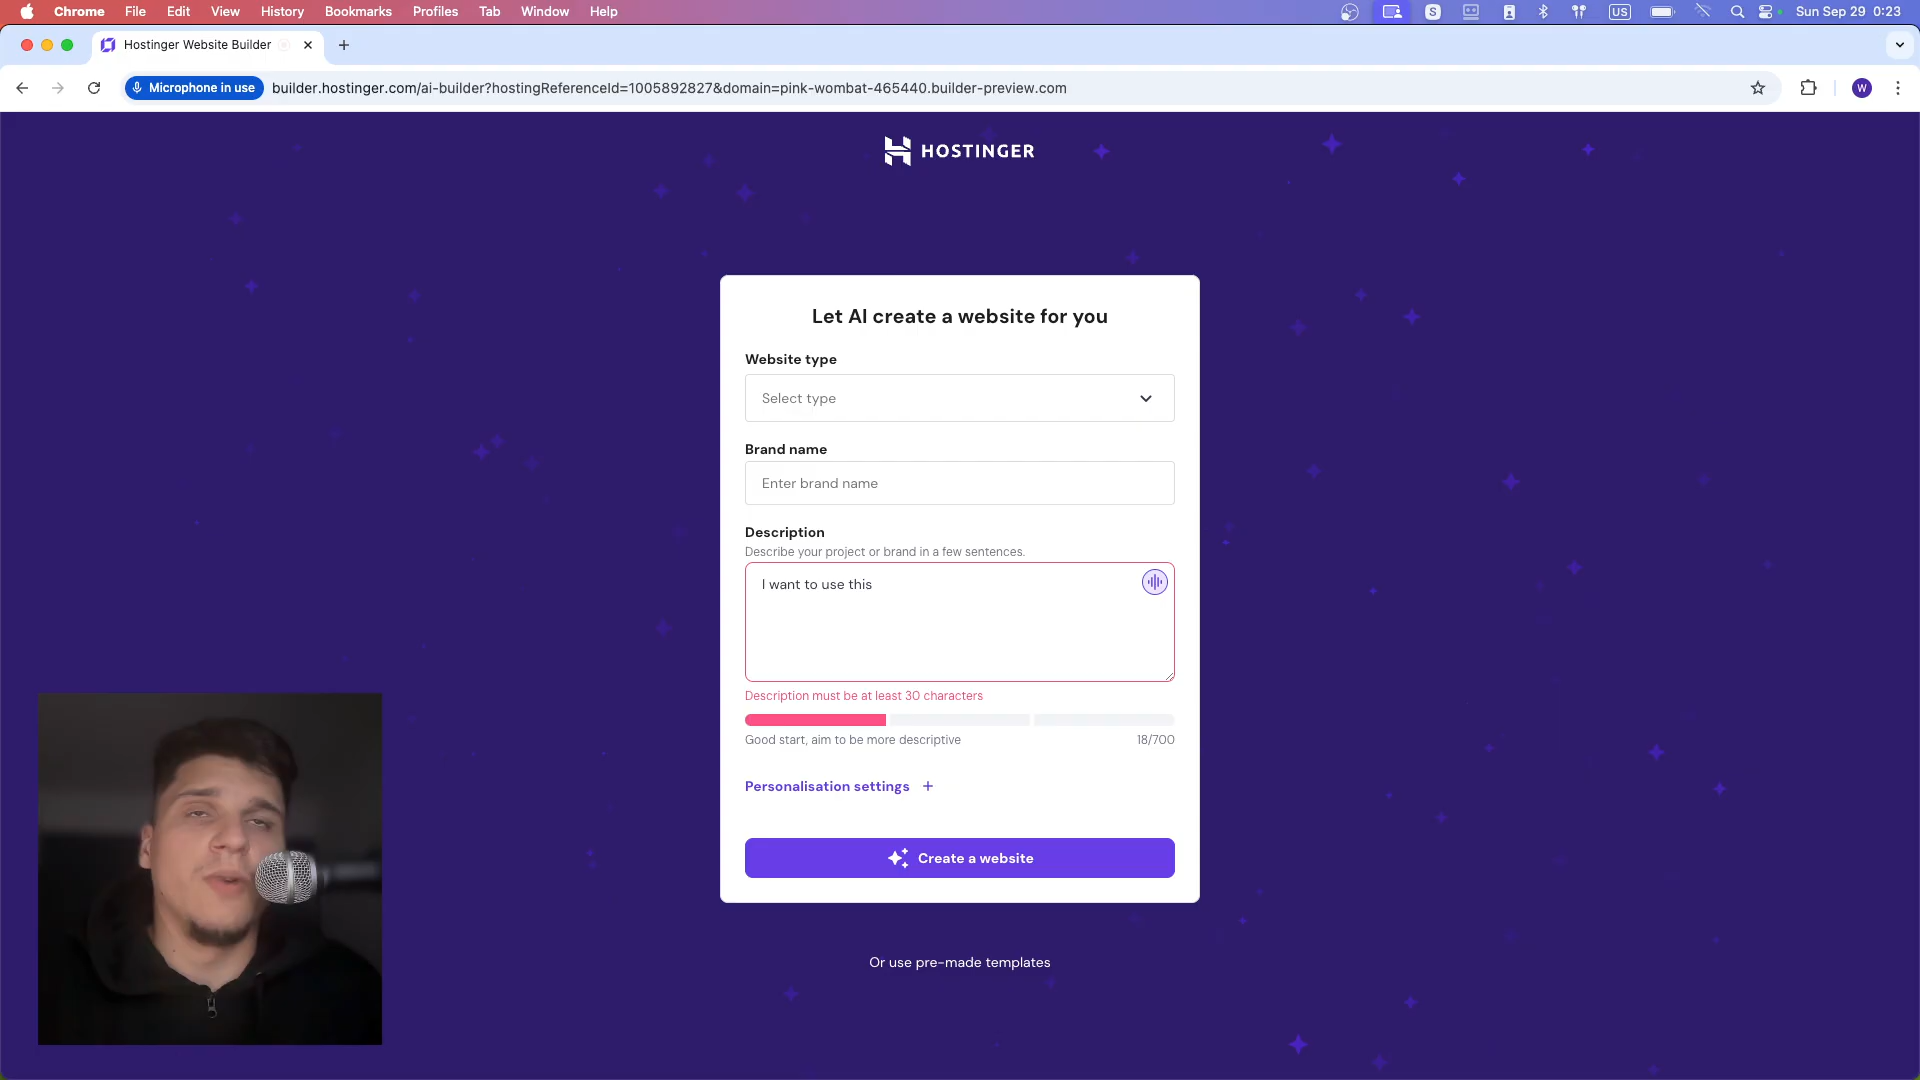 Chrome File Edit View History Bookmarks Profiles Tab Window Help
S US Sun Sep 29 0:23
Hostinger Website Builder
Microphone in use
builder.hostinger.com/ai-builder?hostingReferenceId=1005892827&domain=pink-wombat-465440.builder-preview.com
W
HOSTINGER
Let AI create a website for you
Website type
Select type
Brand name
Enter brand name
Description
Describe your project or brand in a few sentences.
I want to use this
Description must be at least 30 characters
Good start, aim to be more descriptive 18/700
Personalisation settings +
Create a website
Or use pre-made templates